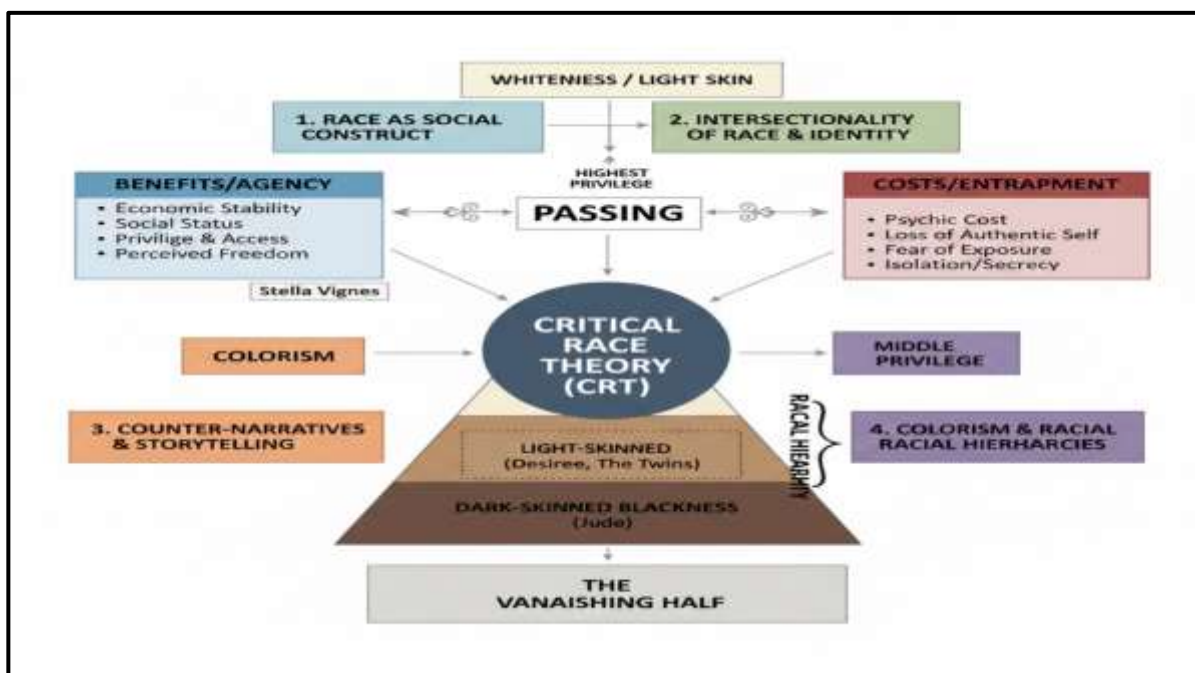 WHITENIESS / LIGHT SKIN
1. RACE AS SOCIAL
CONSTRUCT
2. INTERSECTIONALITY
OF RACE & IDENTITY
HIGHEST
PRIVILEGE
BENEFITS/AGENCY
• Economic Stability
• Social Status
• Privilige & Access
• Perceived Freedom
Stella Vignes
PASSING
COSTS/ENTRAPMENT
• Psychic Cost
• Loss of Authentic Self
• Fear of Exposure
• Isolation/Secrecy
CRITICAL
RACE
THEORY
(CRT)
COLORISM
MIDDLE
PRIVILEGE
3. COUNTER-NARRATIVES
& STORYTELLING
LIGHT-SKINNED
(Desiree, The Twins)
RACAL HIEARHIY
4. COLORISM & RACIAL
RACIAL HIERHARCIES
DARK-SKINNED BLACKNESS
(Jude)
THE
VANAISHING HALF